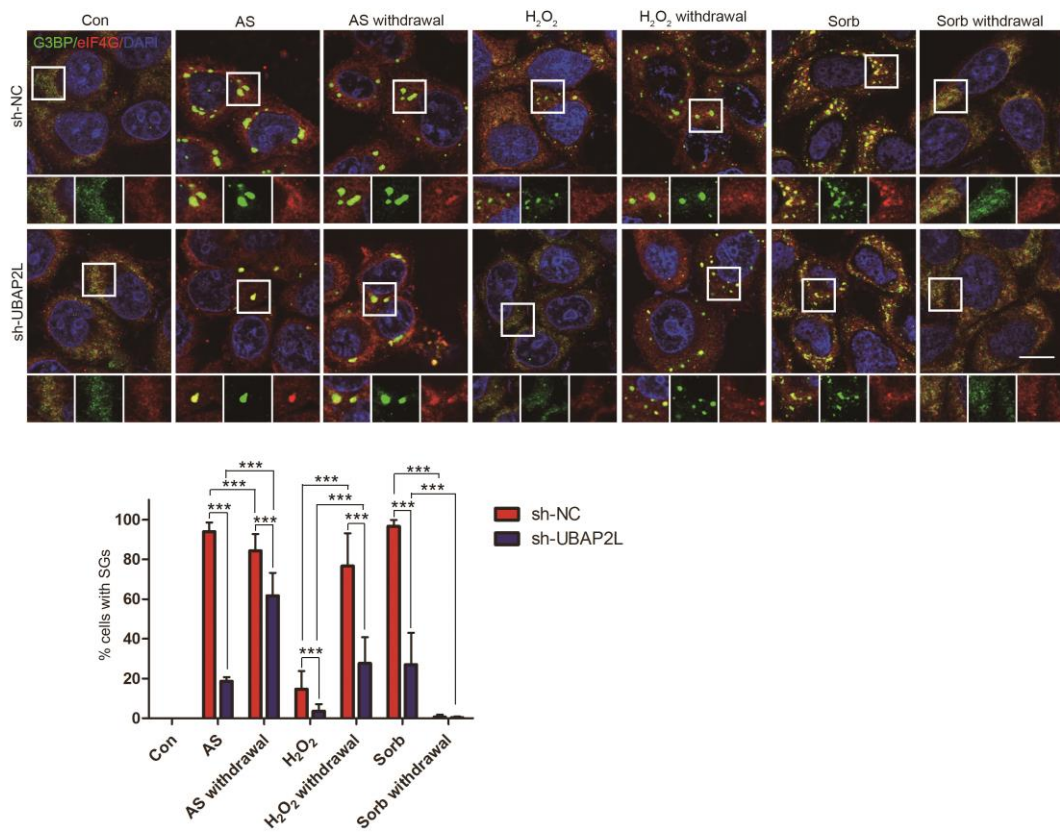 Con AS AS withdrawal H₂O₂ H₂O₂ withdrawal Sorb Sorb withdrawal
G3BP/eIF4G/DAPI
sh-NC
sh-UBAP2L
*** *** *** ***
*** *** *** ***
*** *** *** ***
***
100
80
60
40
20
0
% cells with SGs
sh-NC
sh-UBAP2L
Con AS AS withdrawal H₂O₂ H₂O₂ withdrawal Sorb Sorb withdrawal